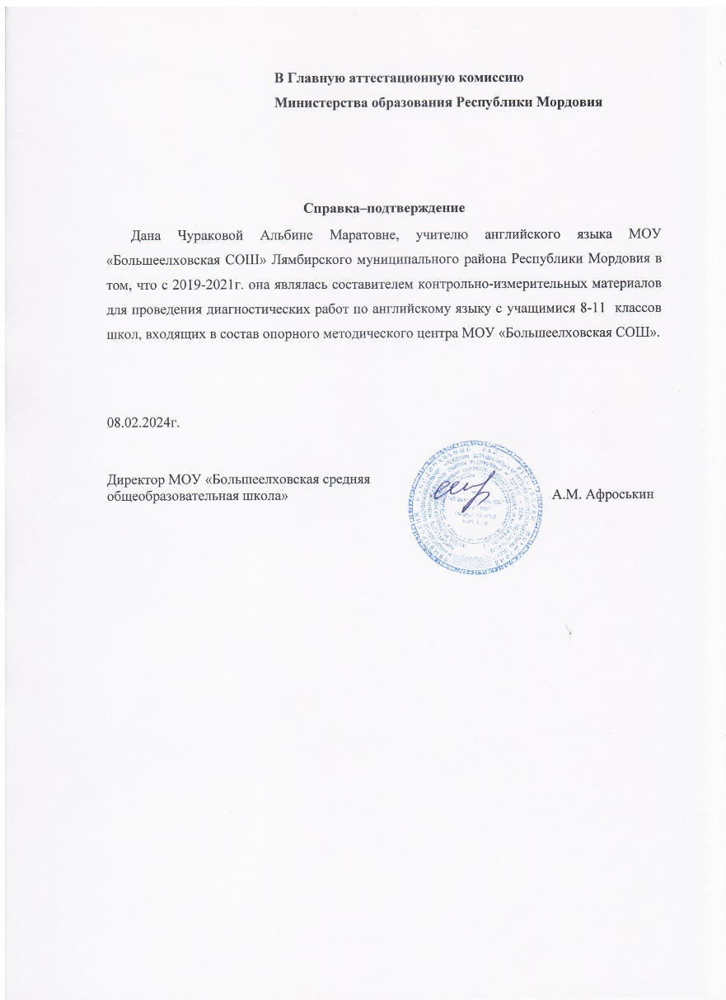 В Главную аттестационную комиссию
Министерства образования Республики Мордовия
Справка–подтверждение
Дана Чураковой Альбине Маратовне, учителю английского языка МОУ
«Большеелховская СОШ» Лямбирского муниципального района Республики Мордовия в
том, что с 2019-2021г. она являлась составителем контрольно-измерительных материалов
для проведения диагностических работ по английскому языку с учащимися 8-11 классов
школ, входящих в состав опорного методического центра МОУ «Большеелховская СОШ».
08.02.2024г.
Директор МОУ «Большеелховская средняя
общеобразовательная школа»
А.М. Афроськин